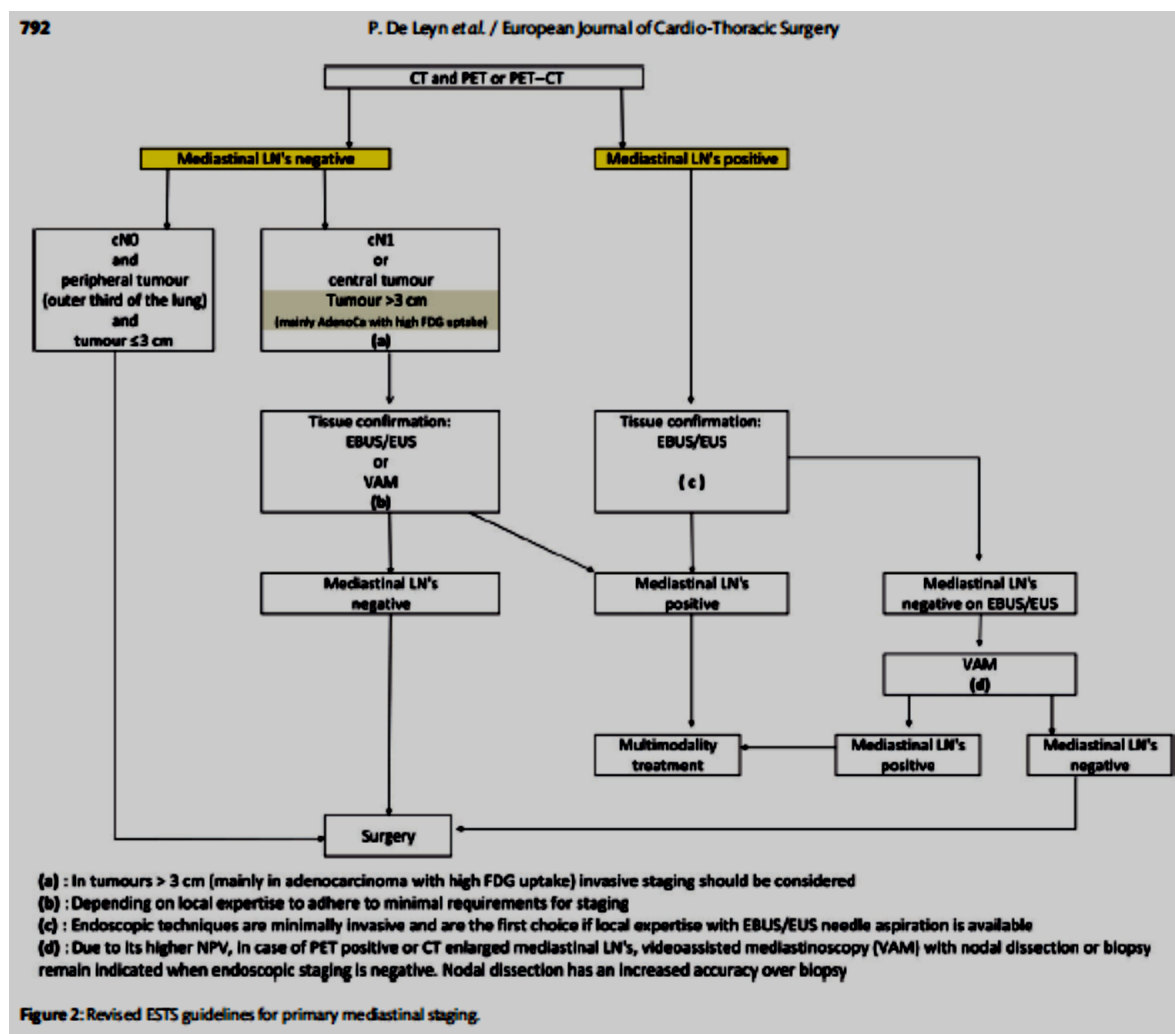 792
P. De Leyn et al. / European Journal of Cardio-Thoracic Surgery
CT and PET or PET–CT
Mediastinal LN's negative
Mediastinal LN's positive
cN0
and
peripheral tumour
(outer third of the lung)
and
tumour ≤3 cm
cN1
or
central tumour
Tumour >3 cm
(mainly AdenoCa with high FDG uptake)
(a)
Tissue confirmation:
EBUS/EUS
or
VAM
(b)
Tissue confirmation:
EBUS/EUS
(c)
Mediastinal LN's
negative
Mediastinal LN's
positive
Mediastinal LN's
negative on EBUS/EUS
VAM
(d)
Multimodality
treatment
Mediastinal LN's
positive
Mediastinal LN's
negative
Surgery
(a) : In tumours > 3 cm (mainly in adenocarcinoma with high FDG uptake) invasive staging should be considered
(b) : Depending on local expertise to adhere to minimal requirements for staging
(c) : Endoscopic techniques are minimally invasive and are the first choice if local expertise with EBUS/EUS needle aspiration is available
(d) : Due to its higher NPV, in case of PET positive or CT enlarged mediastinal LN's, videoassisted mediastinoscopy (VAM) with nodal dissection or biopsy
remain indicated when endoscopic staging is negative. Nodal dissection has an increased accuracy over biopsy
Figure 2: Revised ESTS guidelines for primary mediastinal staging.